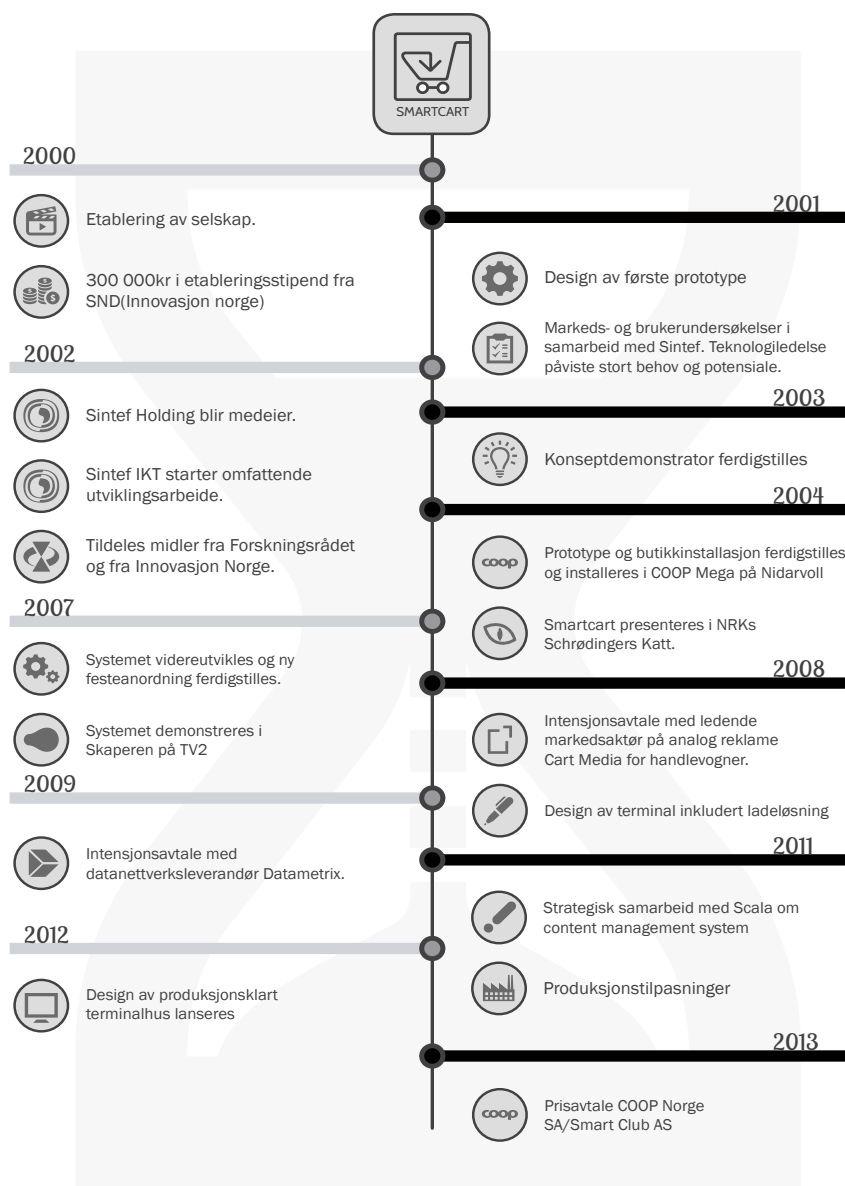 SMARTCART
2000
Etablering av selskap.
300 000kr i etableringsstipend fra
SND(Innovasjon norge)
2001
Design av første prototype
Markeds- og brukerundersøkelser i
samarbeid med Sintef. Teknologiledelse
påviste stort behov og potensiale.
2002
Sintef Holding blir medeier.
Sintef IKT starter omfattende
utviklingsarbeide.
Tildeles midler fra Forskningsrådet
og fra Innovasjon Norge.
2003
Konseptdemonstrator ferdigstilles
2004
coop
Prototype og butikkinstallasjon ferdigstilles
og installeres i COOP Mega på Nidarvoll
Smartcart presenteres i NRKs
Schrødingers Katt.
2007
Systemet videreutvikles og ny
festeanordning ferdigstilles.
Systemet demonstreres i
Skaperen på TV2
2008
Intensjonsavtale med ledende
markedsaktør på analog reklame
Cart Media for handlevogner.
Design av terminal inkludert ladeløsning
2009
Intensjonsavtale med
datanettverksleverandør Datametrix.
2011
Strategisk samarbeid med Scala om
content management system
Produksjonstilpasninger
2012
Design av produksjonsklart
terminalhus lanseres
2013
coop
Prisavtale COOP Norge
SA/Smart Club AS